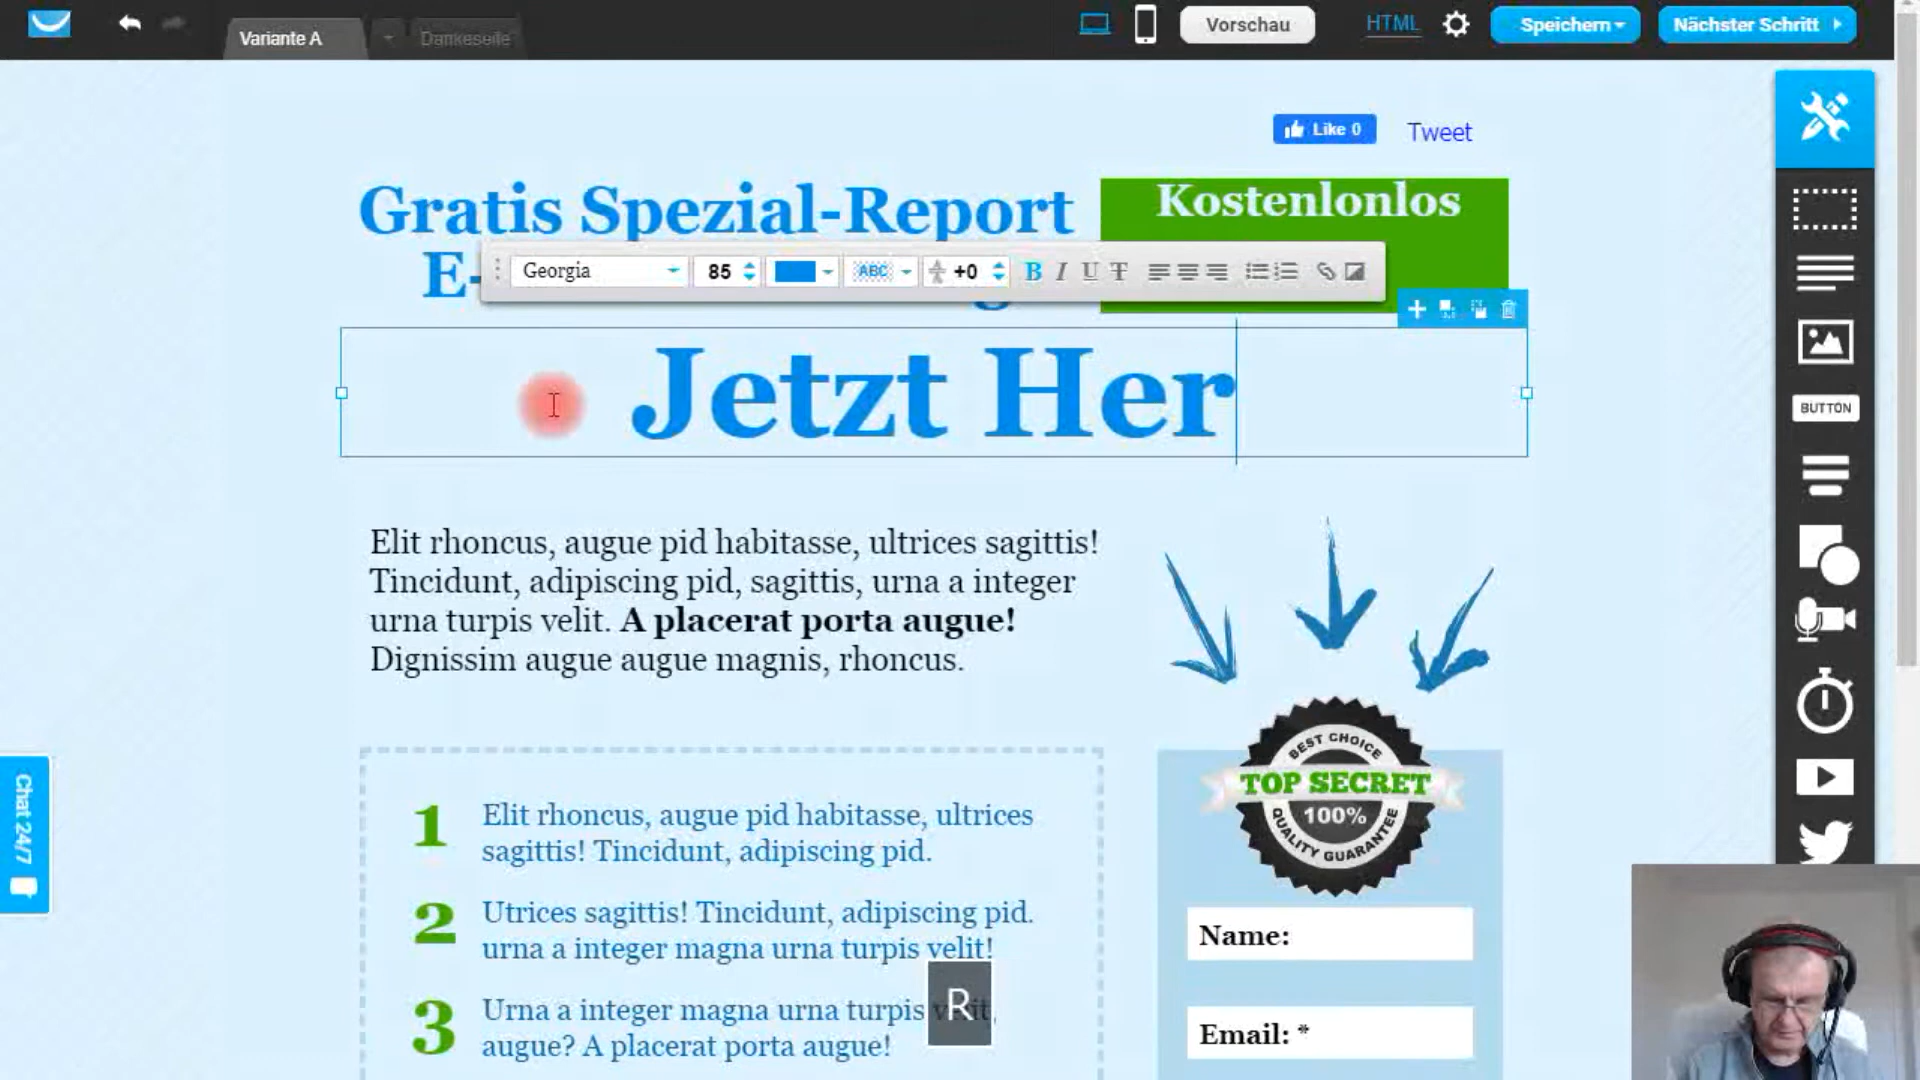 Variante A
Dankeseite
Vorschau
HTML
Speichern
Nächster Schritt
Like 0
Tweet
Gratis Spezial-Report
Kostenlonlos
E-
Georgia
85
ABC
+0
B I U T
Jetzt Her
BUTTON
Elit rhoncus, augue pid habitasse, ultrices sagittis!
Tincidunt, adipiscing pid, sagittis, urna a integer
urna turpis velit. A placerat porta augue!
Dignissim augue augue magnis, rhoncus.
BEST CHOICE
TOP SECRET
100%
QUALITY GUARANTEE
Chat 24/7
1 Elit rhoncus, augue pid habitasse, ultrices
sagittis! Tincidunt, adipiscing pid.
2 Utrices sagittis! Tincidunt, adipiscing pid.
urna a integer magna urna turpis velit!
3 Urna a integer magna urna turpis
augue? A placerat porta augue!
R
Name:
Email: *